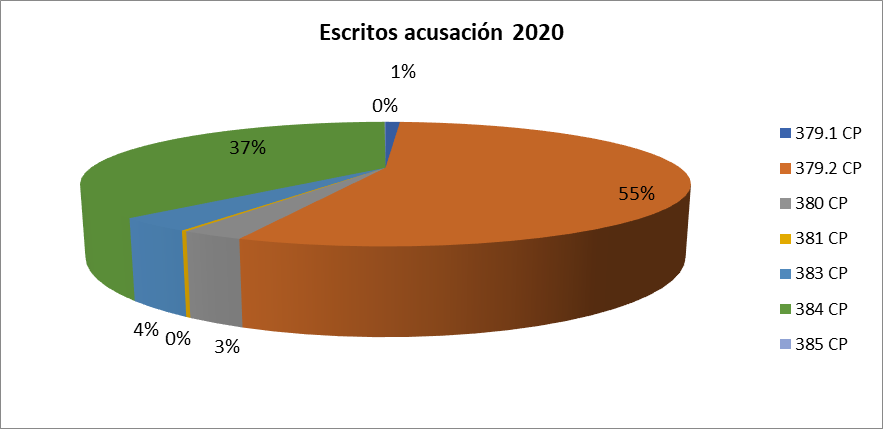 Escritos acusación 2020
1%
0%
37%
55%
4%
0%
3%
379.1 CP
379.2 CP
380 CP
381 CP
383 CP
384 CP
385 CP